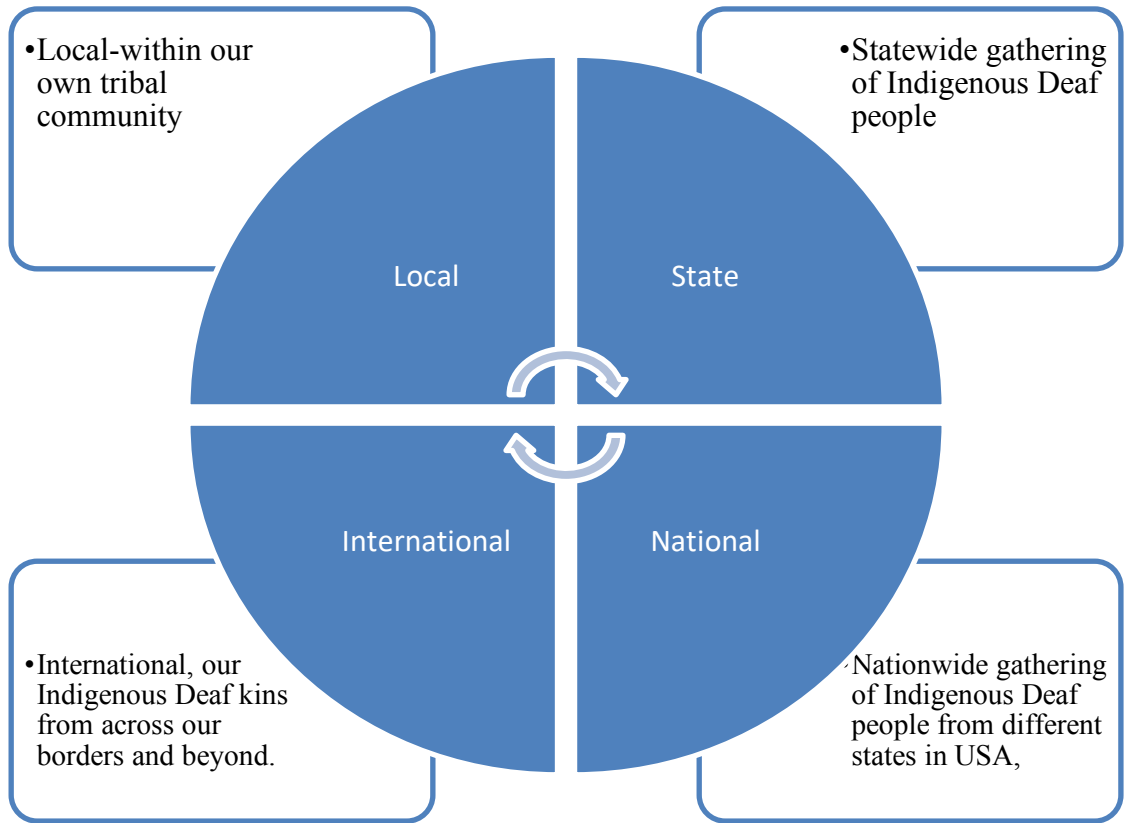 •Local-within our
own tribal
community
•Statewide gathering
of Indigenous Deaf
people
Local
State
International
National
•International, our
Indigenous Deaf kins
from across our
borders and beyond.
•Nationwide gathering
of Indigenous Deaf
people from different
states in USA,